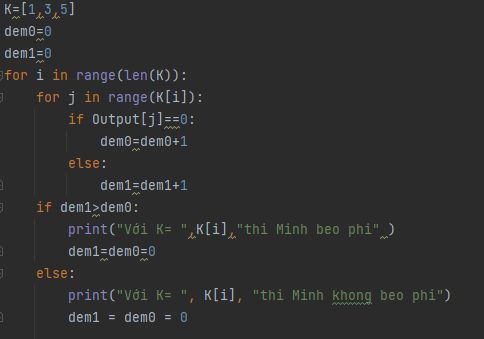 K=[1,3,5]
dem0=0
dem1=0
for i in range(len(K)):
    for j in range(K[i]):
        if Output[j]==0:
            dem0=dem0+1
        else:
            dem1=dem1+1
    if dem1>dem0:
        print("Với K= ",K[i],"thi Minh beo phi" )
        dem1=dem0=0
    else:
        print("Với K= ", K[i], "thi Minh khong beo phi")
        dem1 = dem0 = 0